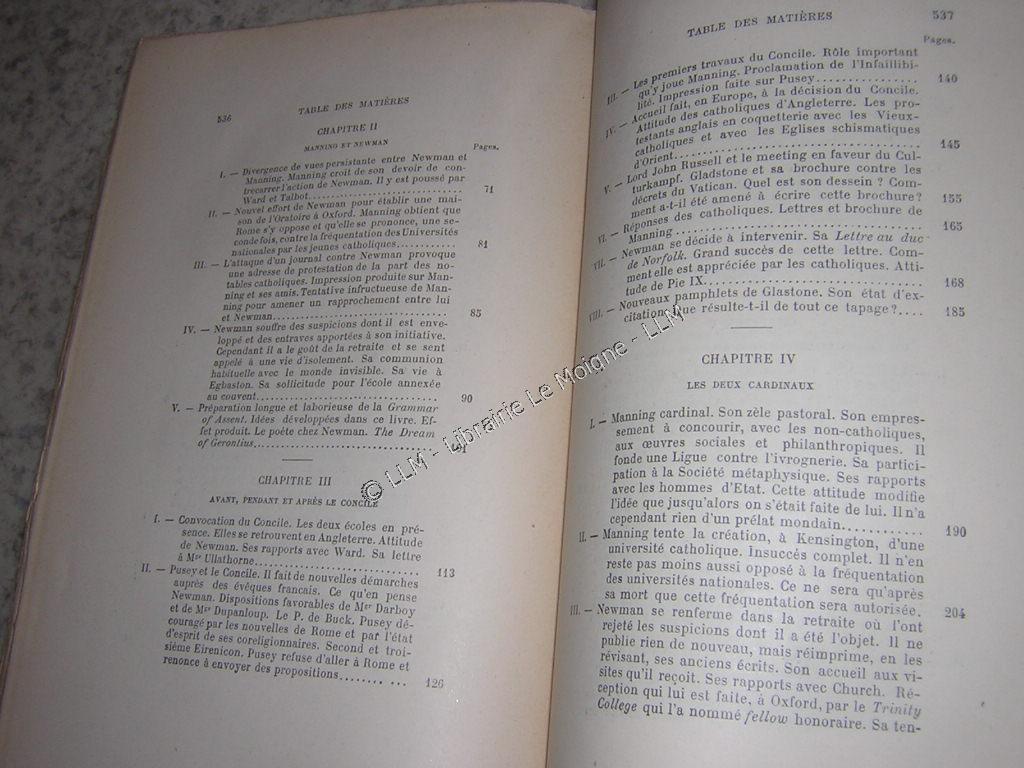 536
TABLE DES MATIÈRES
CHAPITRE II
MANNING ET NEWMAN
Pages.
I. — Divergence de vues persistante entre Newman et
Manning. Manning croit de son devoir de con-
trecarrer l'action de Newman. Il y est poussé par
Ward et Talbot.............................. 71
II. — Nouvel effort de Newman pour établir une mai-
son de l'Oratoire à Oxford. Manning obtient que
Rome s'y oppose et qu'elle se prononce, une se-
conde fois, contre la fréquentation des Universités
nationales par les jeunes catholiques............ 81
III. — L'attaque d'un journal contre Newman provoque
une adresse de protestation de la part des no-
tables catholiques. Impression produite sur Man-
ning et ses amis. Tentative infructueuse de Man-
ning pour amener un rapprochement entre lui
et Newman.............................. 85
IV. — Newman souffre des suspicions dont il est enve-
loppé et des entraves apportées à son initiative.
Cependant il a le goût de la retraite et se sent
appelé à une vie d'isolement. Sa communion
habituelle avec le monde invisible. Sa vie à
Egbaston. Sa sollicitude pour l'école annexée
au couvent.............................. 90
V. — Préparation longue et laborieuse de la Grammar
of Assent. Idées développées dans ce livre. Ef-
fet produit. Le poète chez Newman. The Dream
of Gerontius..............................
CHAPITRE III
AVANT, PENDANT ET APRÈS LE CONCILE
I. — Convocation du Concile. Les deux écoles en pré-
sence. Elles se retrouvent en Angleterre. Attitude
de Newman. Ses rapports avec Ward. Sa lettre
à Mgr Ullathorne.............................. 113
II. — Pusey et le Concile. Il fait de nouvelles démarches
auprès des évêques francais. Ce qu'en pense
Newman. Dispositions favorables de Mgr Darboy
et de Mgr Dupanloup. Le P. de Buck. Pusey dé-
couragé par les nouvelles de Rome et par l'état
d'esprit de ses coreligionnaires. Second et troi-
sième Eirenicon. Pusey refuse d'aller à Rome et
renonce à envoyer des propositions........ ... 126
TABLE DES MATIÈRES
537
Pages.
III. — Les premiers travaux du Concile. Rôle important
qu'y joue Manning. Proclamation de l'Infaillibi-
lité. Impression faite sur Pusey.............. 140
IV. — Accueil fait, en Europe, à la décision du Concile.
Attitude des catholiques d'Angleterre. Les pro-
testants anglais en coquetterie avec les Vieux-
catholiques et avec les Eglises schismatiques
d'Orient.............................. 145
V. — Lord John Russell et le meeting en faveur du Cul-
turkampf. Gladstone et sa brochure contre les
décrets du Vatican. Quel est son dessein ? Com-
ment a-t-il été amené à écrire cette brochure? 155
VI. — Réponses des catholiques. Lettres et brochure de
Manning.............................. 165
VII. — Newman se décide à intervenir. Sa Lettre au duc
de Norfolk. Grand succès de cette lettre. Com-
ment elle est appréciée par les catholiques. Atti-
tude de Pie IX.............................. 168
VIII. — Nouveaux pamphlets de Glastone. Son état d'ex-
citation. Que résulte-t-il de tout ce tapage?.... 185
CHAPITRE IV
LES DEUX CARDINAUX
I. — Manning cardinal. Son zèle pastoral. Son empres-
sement à concourir, avec les non-catholiques,
aux œuvres sociales et philanthropiques. Il
fonde une Ligue contre l'ivrognerie. Sa partici-
pation à la Société métaphysique. Ses rapports
avec les hommes d'Etat. Cette attitude modifie
l'idée que jusqu'alors on s'était faite de lui. Il n'a
cependant rien d'un prélat mondain.......... 190
II. — Manning tente la création, à Kensington, d'une
université catholique. Insuccès complet. Il n'en
reste pas moins aussi opposé à la fréquentation
des universités nationales. Ce ne sera qu'après
sa mort que cette fréquentation sera autorisée. 204
III. — Newman se renferme dans la retraite où l'ont
rejeté les suspicions dont il a été l'objet. Il ne
publie rien de nouveau, mais réimprime, en les
révisant, ses anciens écrits. Son accueil aux vi-
sites qu'il reçoit. Ses rapports avec Church. Ré-
ception qui lui est faite, à Oxford, par le Trinity
College qui l'a nommé fellow honoraire. Sa ten-
© LLM - Librairie Le Moigne - LLM